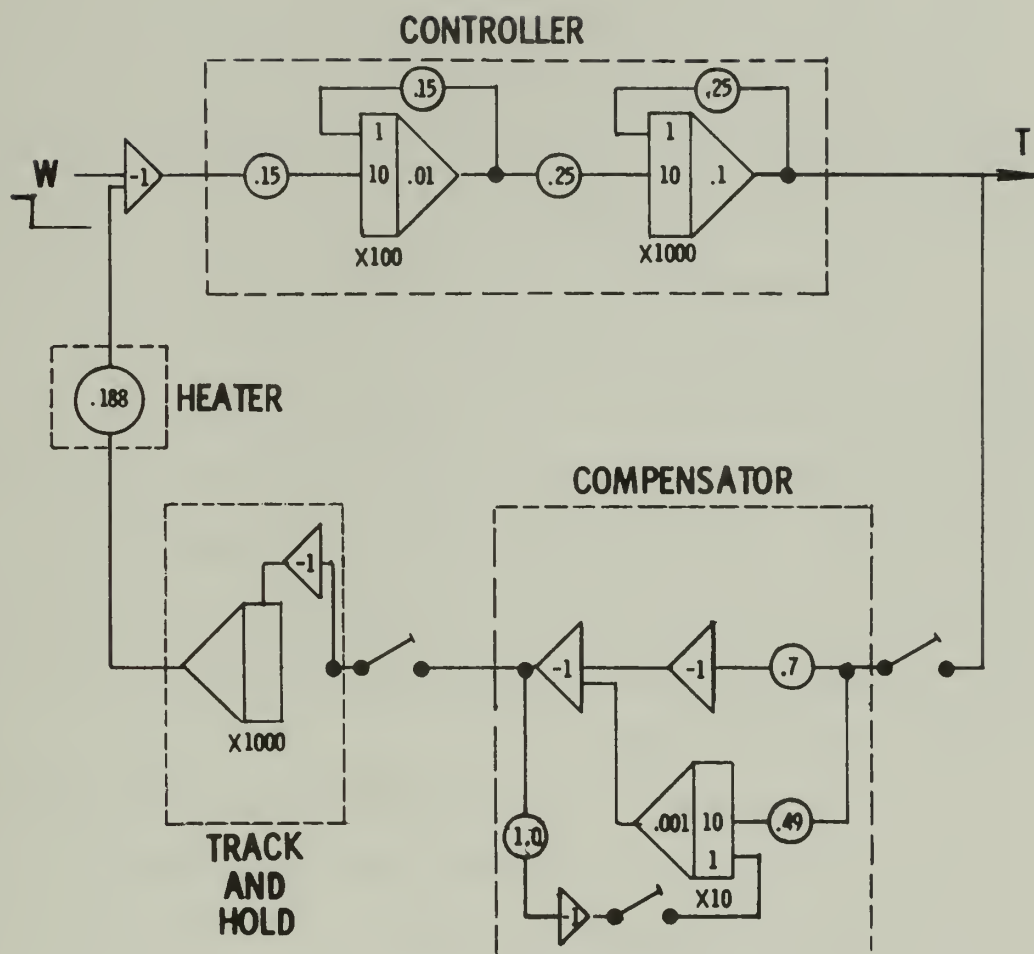 CONTROLLER
.15
.25
W
-1
.15
1
10
.01
X100
.25
1
10
.1
X1000
T
.188
HEATER
COMPENSATOR
-1
X1000
TRACK
AND
HOLD
-1
-1
.7
1.0
.001
10
1
.49
X10
-1